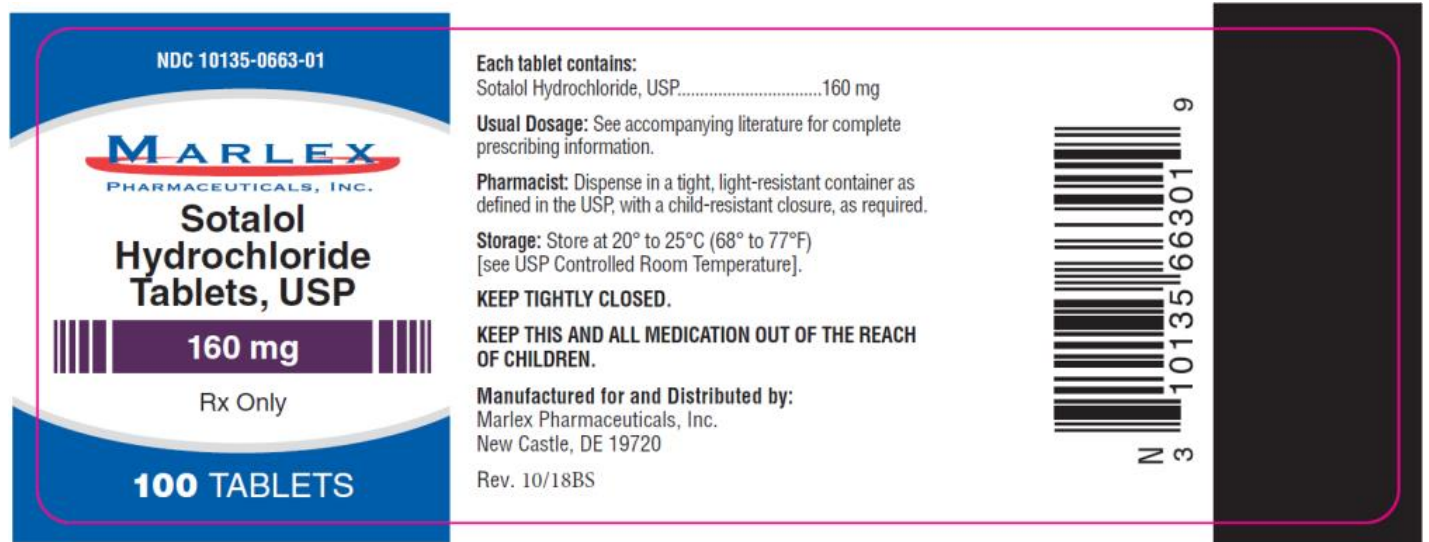 NDC 10135-0663-01
MARLEX
PHARMACEUTICALS, INC.
Sotalol
Hydrochloride
Tablets, USP
160 mg
Rx Only
100 TABLETS
Each tablet contains:
Sotalol Hydrochloride, USP................................160 mg
Usual Dosage: See accompanying literature for complete
prescribing information.
Pharmacist: Dispense in a tight, light-resistant container as
defined in the USP, with a child-resistant closure, as required.
Storage: Store at 20° to 25°C (68° to 77°F)
[see USP Controlled Room Temperature].
KEEP TIGHTLY CLOSED.
KEEP THIS AND ALL MEDICATION OUT OF THE REACH
OF CHILDREN.
Manufactured for and Distributed by:
Marlex Pharmaceuticals, Inc.
New Castle, DE 19720
Rev. 10/18BS
N
3 10135 66301 9